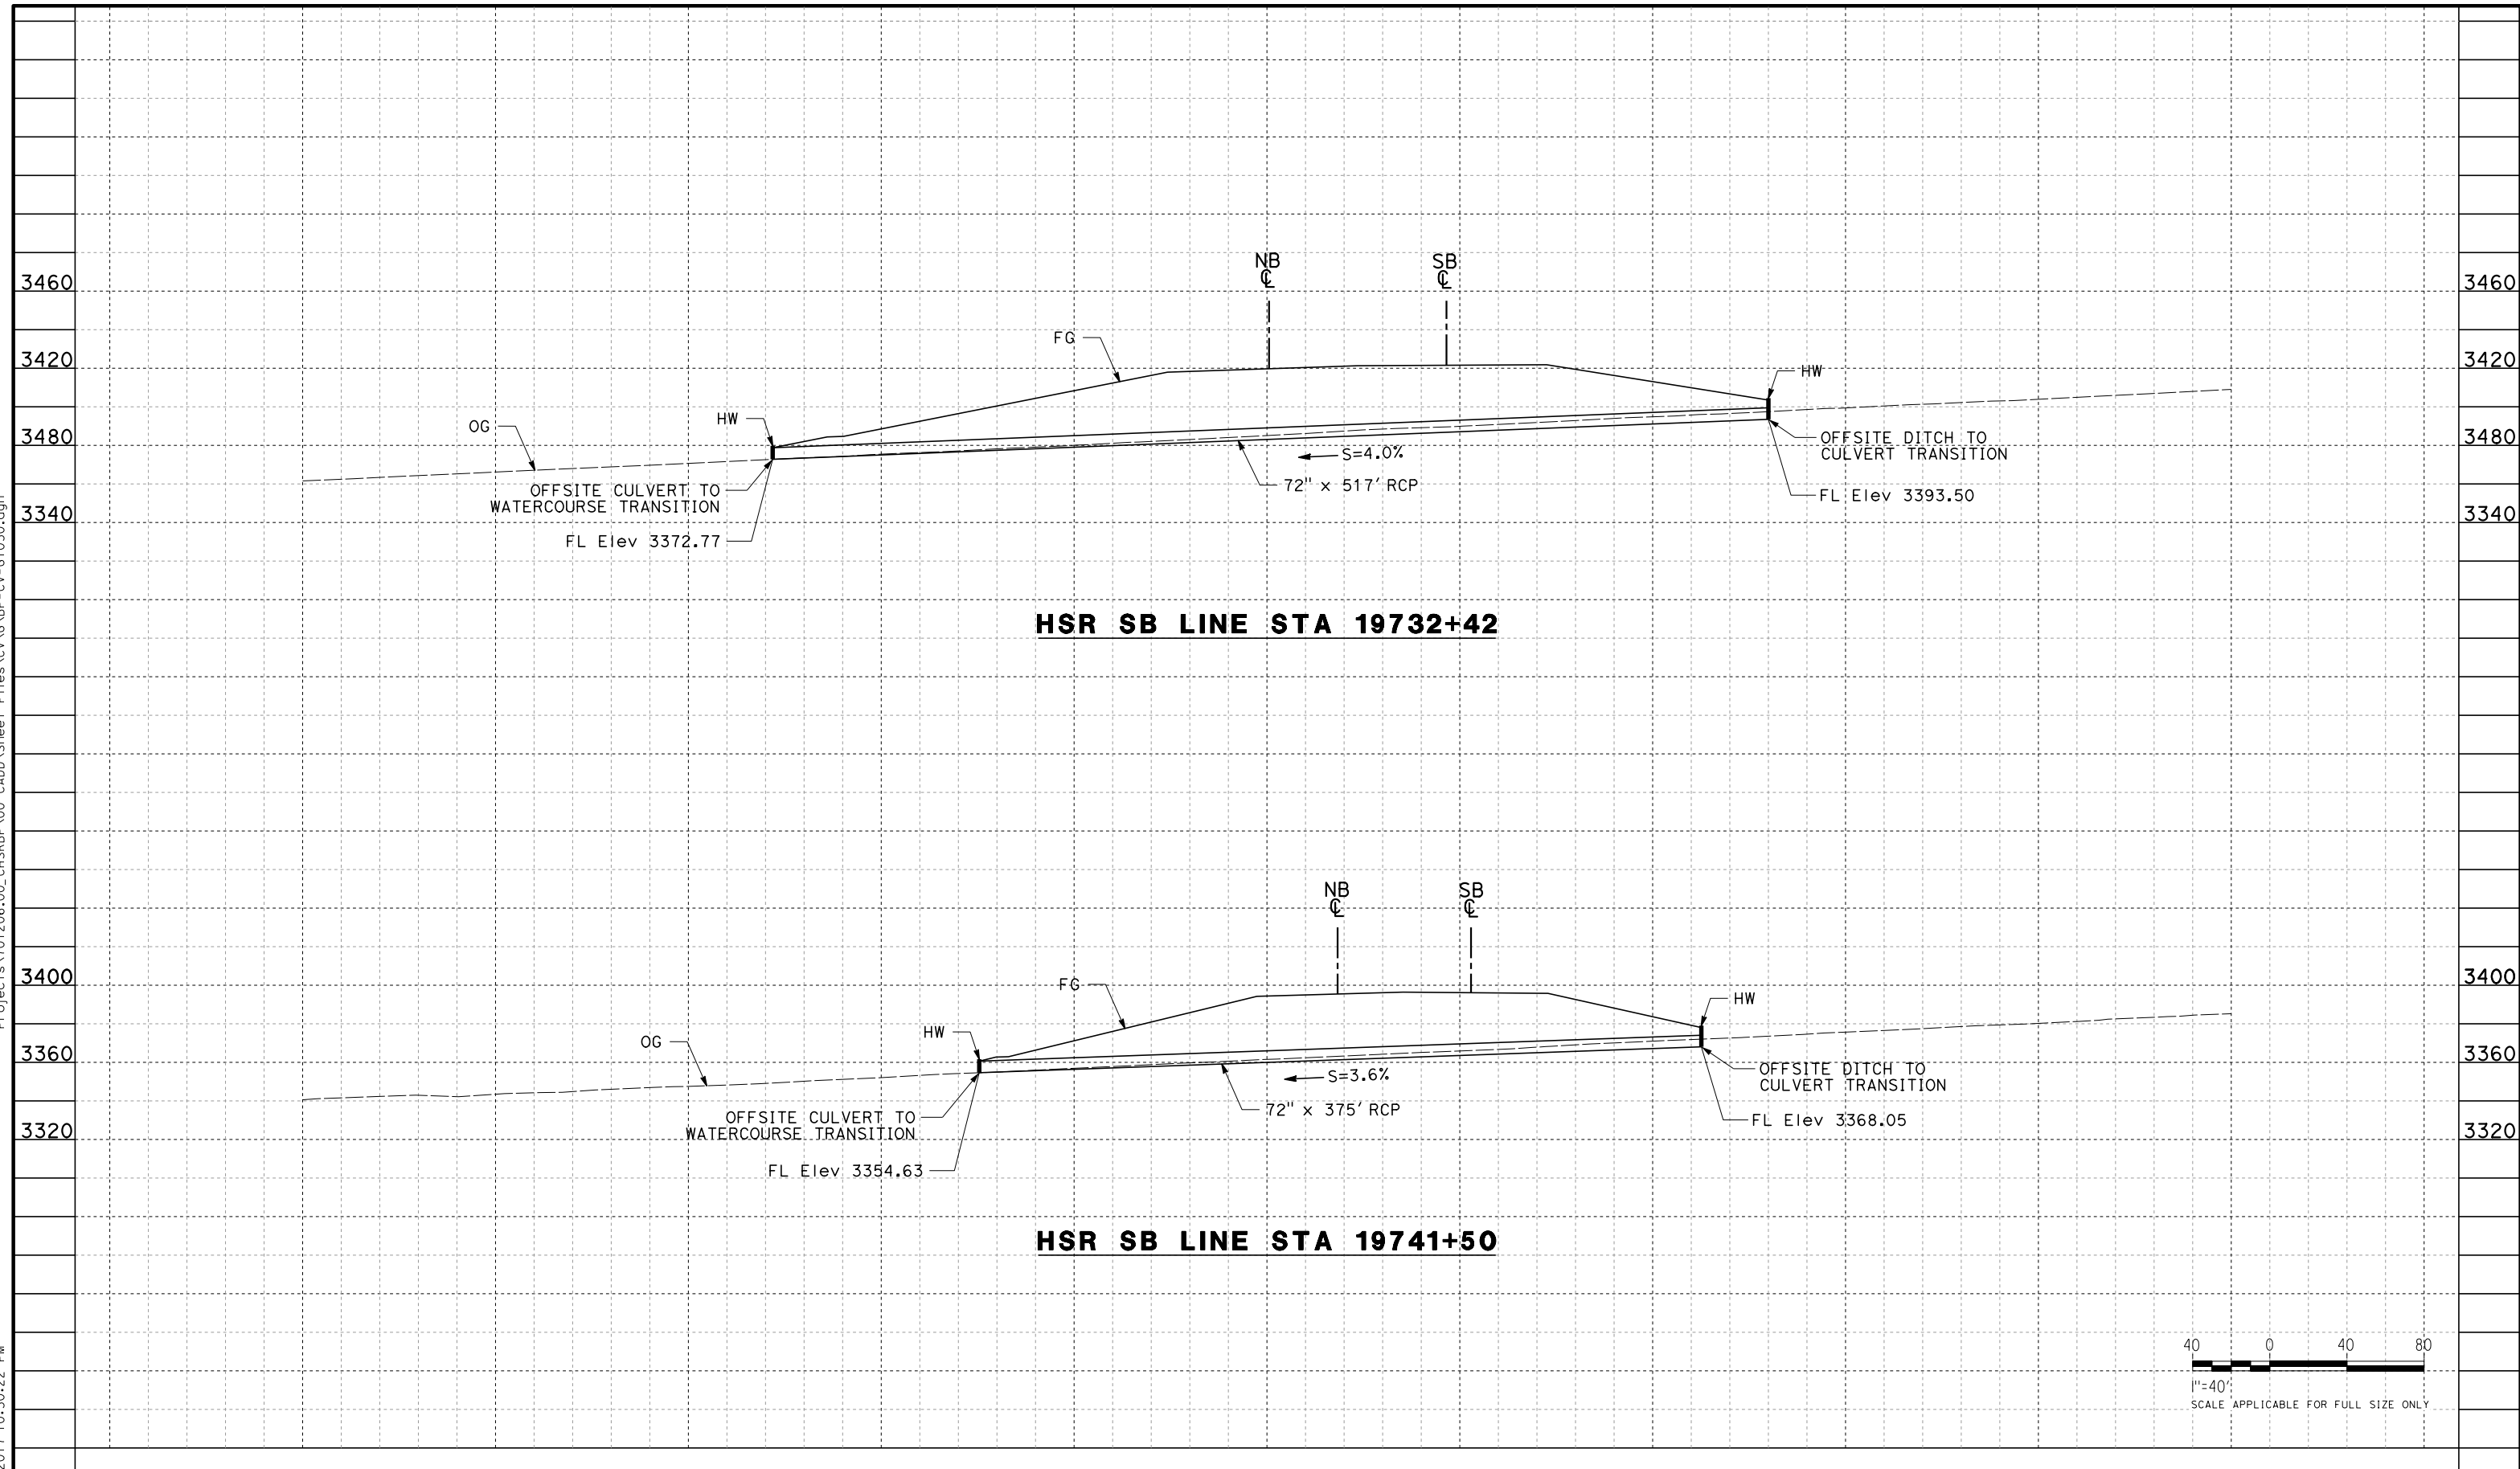 NB
CL
SB
CL
3460
3460
FG
3420
3420
HW
HW
OG
3480
3480
OFFSITE DITCH TO
CULVERT TRANSITION
S=4.0%
OFFSITE CULVERT TO
WATERCOURSE TRANSITION
72" x 517' RCP
FL Elev 3393.50
3340
3340
FL Elev 3372.77
HSR SB LINE STA 19732+42
NB
CL
SB
CL
3400
3400
FG
HW
HW
OG
3360
3360
OFFSITE DITCH TO
CULVERT TRANSITION
S=3.6%
72" x 375' RCP
OFFSITE CULVERT TO
WATERCOURSE TRANSITION
FL Elev 3368.05
3320
3320
FL Elev 3354.63
HSR SB LINE STA 19741+50
40 0 40 80
1"=40'
SCALE APPLICABLE FOR FULL SIZE ONLY